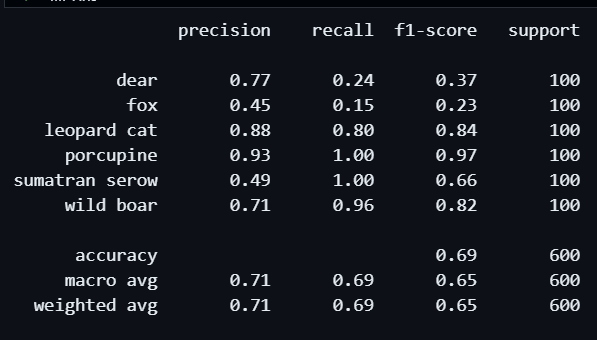 precision recall f1-score support
dear 0.77 0.24 0.37 100
fox 0.45 0.15 0.23 100
leopard cat 0.88 0.80 0.84 100
porcupine 0.93 1.00 0.97 100
sumatran serow 0.49 1.00 0.66 100
wild boar 0.71 0.96 0.82 100
accuracy 0.69 600
macro avg 0.71 0.69 0.65 600
weighted avg 0.71 0.69 0.65 600